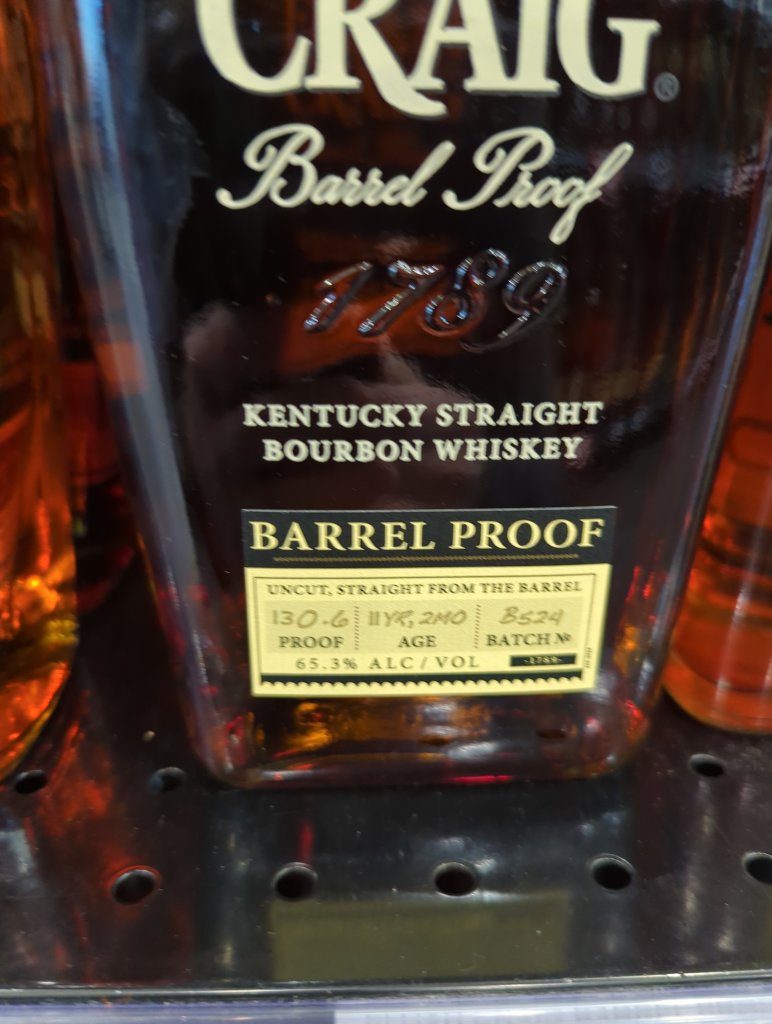 CRAIG®
Barrel Proof
1789
KENTUCKY STRAIGHT
BOURBON WHISKEY
BARREL PROOF
UNCUT, STRAIGHT FROM THE BARREL
130.6 11YR, 2MO B524
PROOF AGE BATCH Nº
65.3% ALC / VOL -1789-